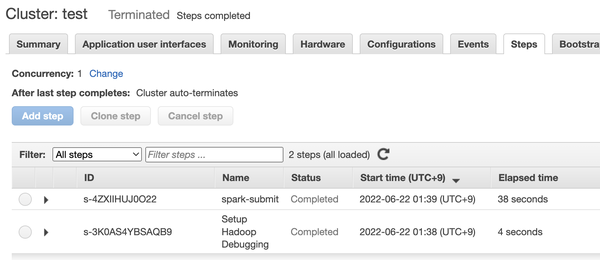 Cluster: test Terminated Steps completed
Summary Application user interfaces Monitoring Hardware Configurations Events Steps Bootstra
Concurrency: 1 Change
After last step completes: Cluster auto-terminates
Add step Clone step Cancel step
Filter: All steps Filter steps ... 2 steps (all loaded)
ID Name Status Start time (UTC+9) Elapsed time
s-4ZXIIHUJ0O22 spark-submit Completed 2022-06-22 01:39 (UTC+9) 38 seconds
s-3K0AS4YBSAQB9 Setup Hadoop Debugging Completed 2022-06-22 01:38 (UTC+9) 4 seconds